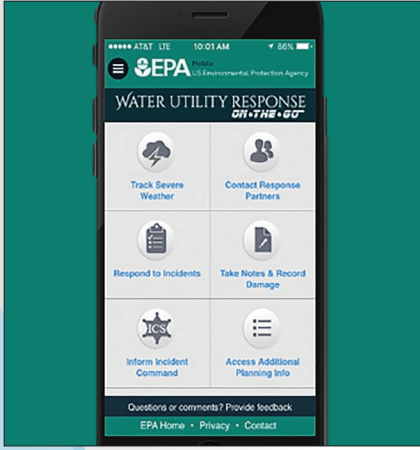 AT&T LTE 10:01 AM 86%
EPA Mobile
US Environmental Protection Agency
WATER UTILITY RESPONSE
ON•THE•GO
Track Severe
Weather
Contact Response
Partners
Respond to Incidents
Take Notes & Record
Damage
ICS
Inform Incident
Command
Access Additional
Planning Info
Questions or comments? Provide feedback
EPA Home • Privacy • Contact